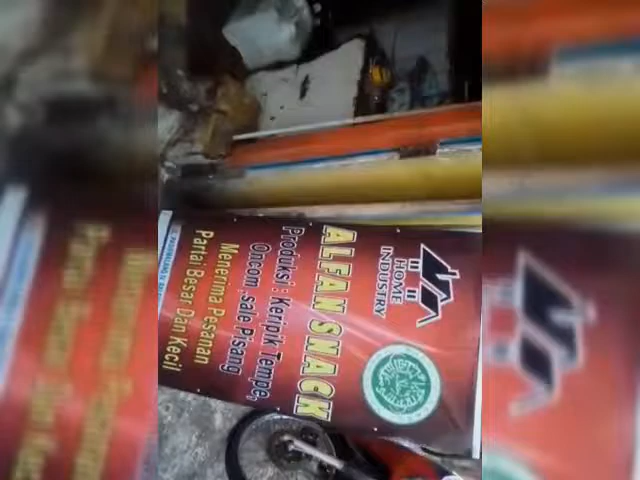 HOME
INDUSTRY
ALFAN SNACK
Produksi : Keripik Tempe,
Oncom ,sale Pisang
Menerima Pesanan
Partai Besar Dan Kecil